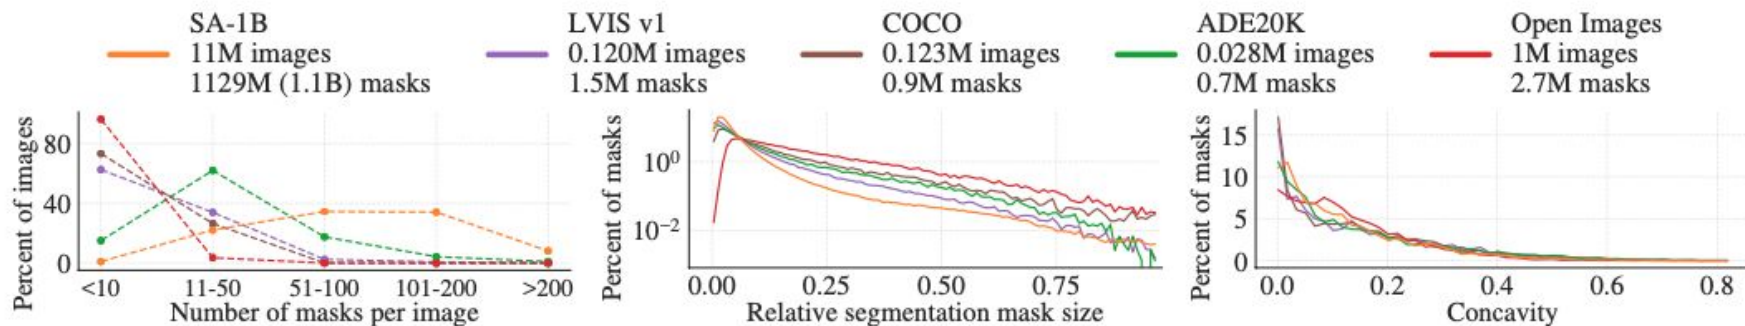 SA-1B
11M images
1129M (1.1B) masks
LVIS v1
0.120M images
1.5M masks
COCO
0.123M images
0.9M masks
ADE20K
0.028M images
0.7M masks
Open Images
1M images
2.7M masks
Percent of images
80
40
0
<10 11-50 51-100 101-200 >200
Number of masks per image
Percent of masks
10⁰
10⁻²
0.00 0.25 0.50 0.75
Relative segmentation mask size
Percent of masks
15
10
5
0
0.0 0.2 0.4 0.6 0.8
Concavity